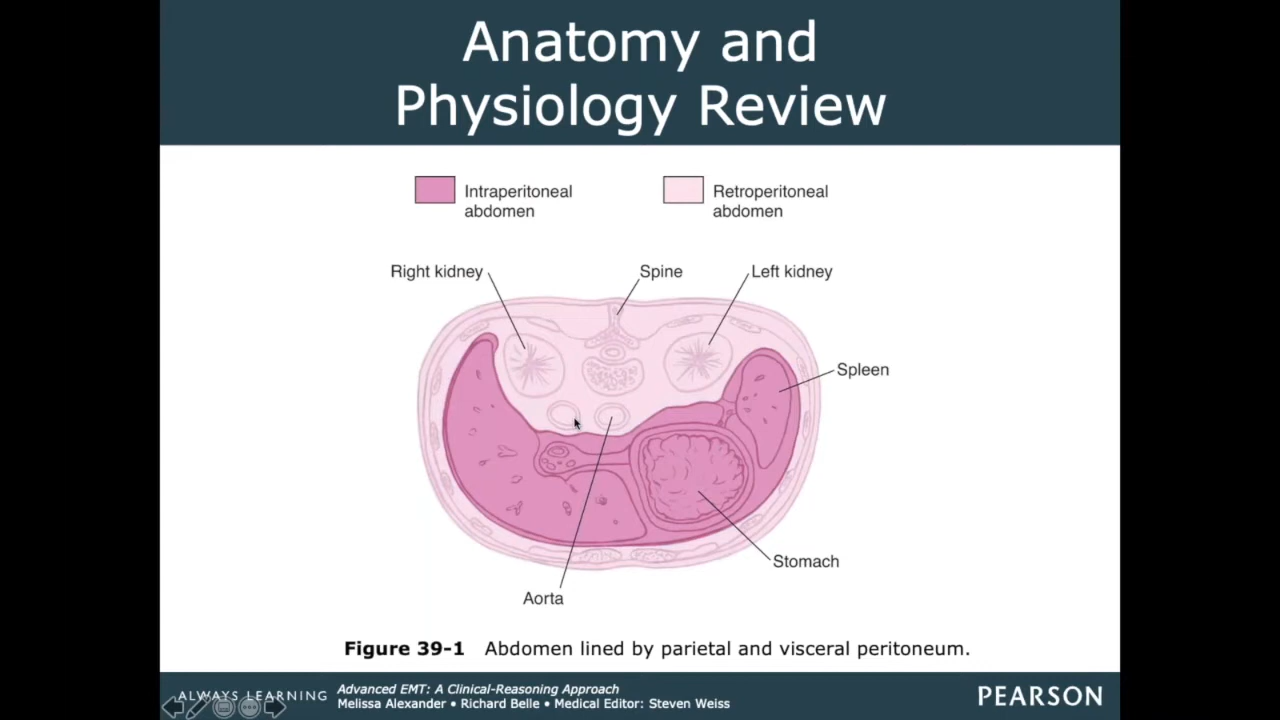 Anatomy and
Physiology Review
Intraperitoneal
abdomen
Retroperitoneal
abdomen
Right kidney
Spine
Left kidney
Spleen
Stomach
Aorta
Figure 39-1 Abdomen lined by parietal and visceral peritoneum.
ALWAYS LEARNING
Advanced EMT: A Clinical-Reasoning Approach
Melissa Alexander • Richard Belle • Medical Editor: Steven Weiss
PEARSON